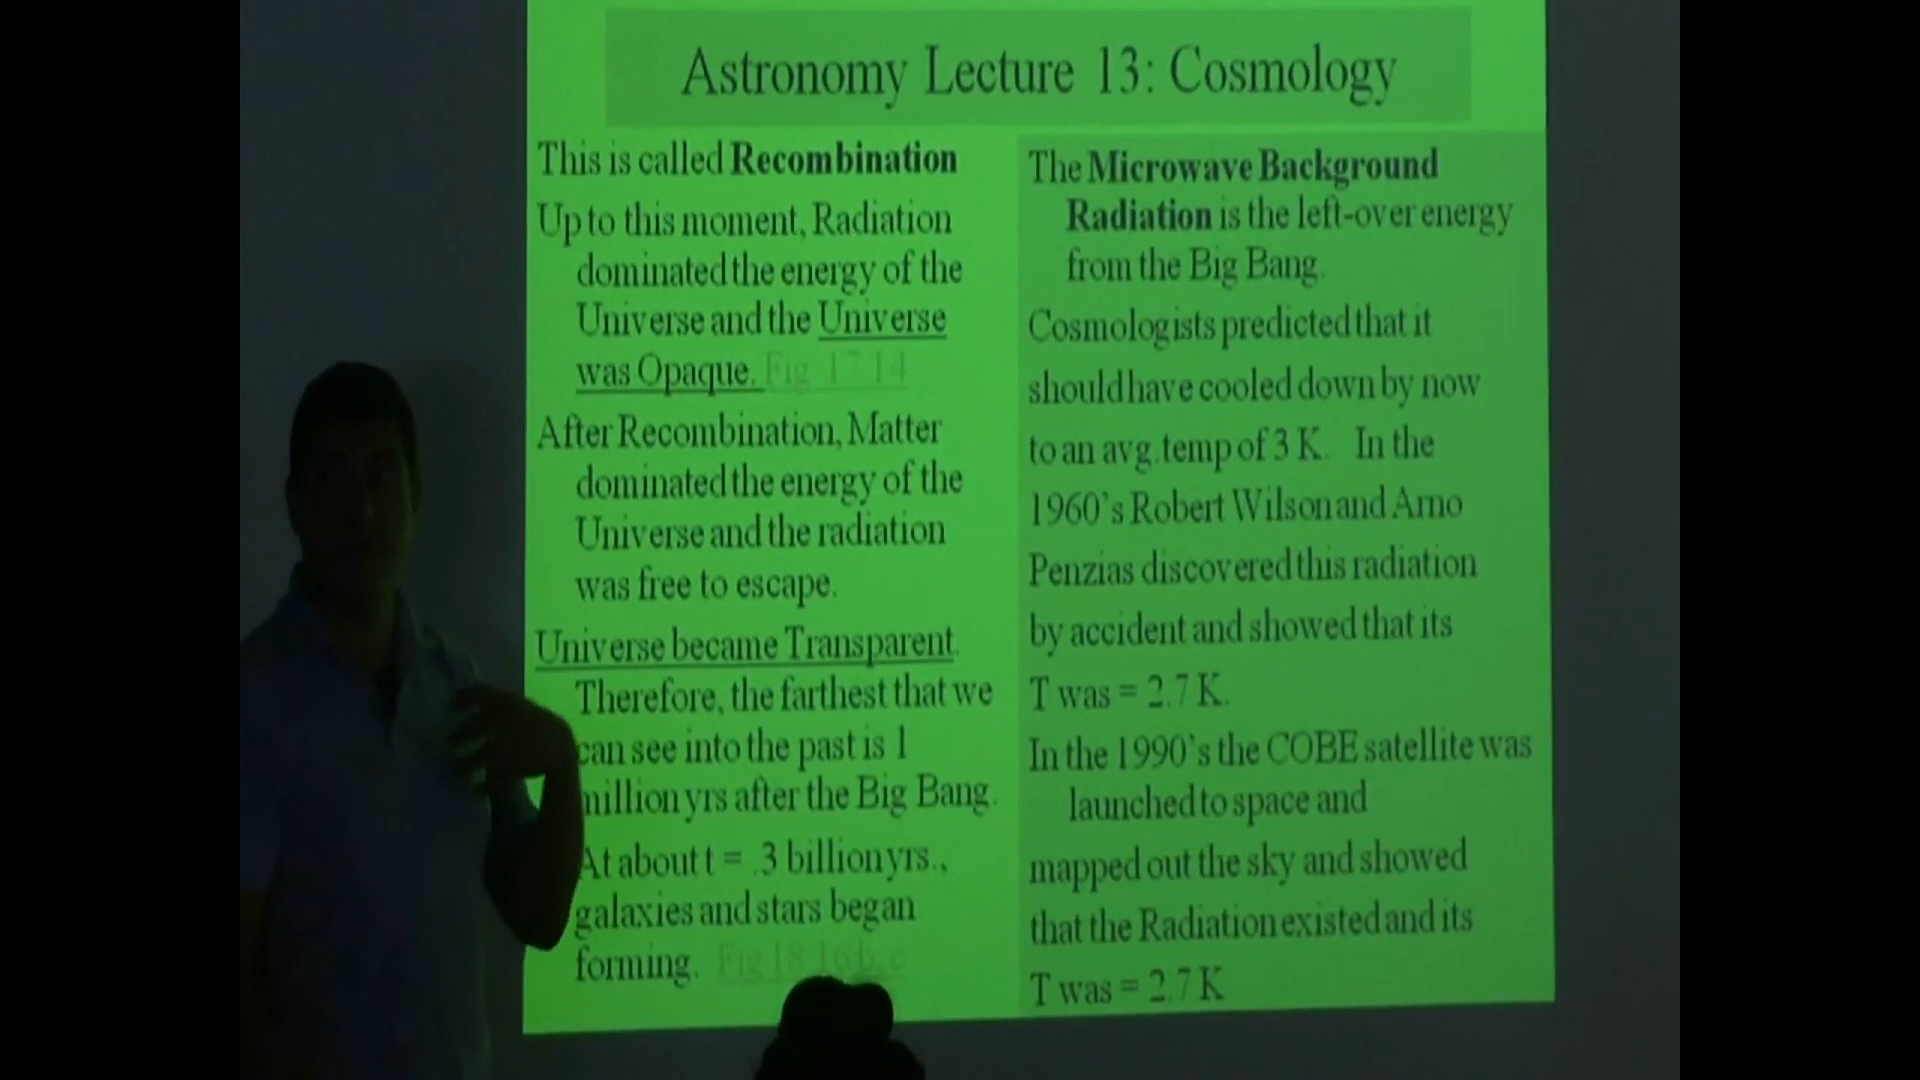 Astronomy Lecture 13: Cosmology
This is called Recombination
Up to this moment, Radiation
dominated the energy of the
Universe and the Universe
was Opaque. Fig 17 14
After Recombination, Matter
dominated the energy of the
Universe and the radiation
was free to escape.
Universe became Transparent.
Therefore, the farthest that we
can see into the past is 1
million yrs after the Big Bang.
At about t = .3 billion yrs.,
galaxies and stars began
forming. Fig 18 16b,c
The Microwave Background
Radiation is the left-over energy
from the Big Bang.
Cosmologists predicted that it
should have cooled down by now
to an avg. temp of 3 K. In the
1960's Robert Wilson and Arno
Penzias discovered this radiation
by accident and showed that its
T was = 2.7 K.
In the 1990's the COBE satellite was
launched to space and
mapped out the sky and showed
that the Radiation existed and its
T was = 2.7 K